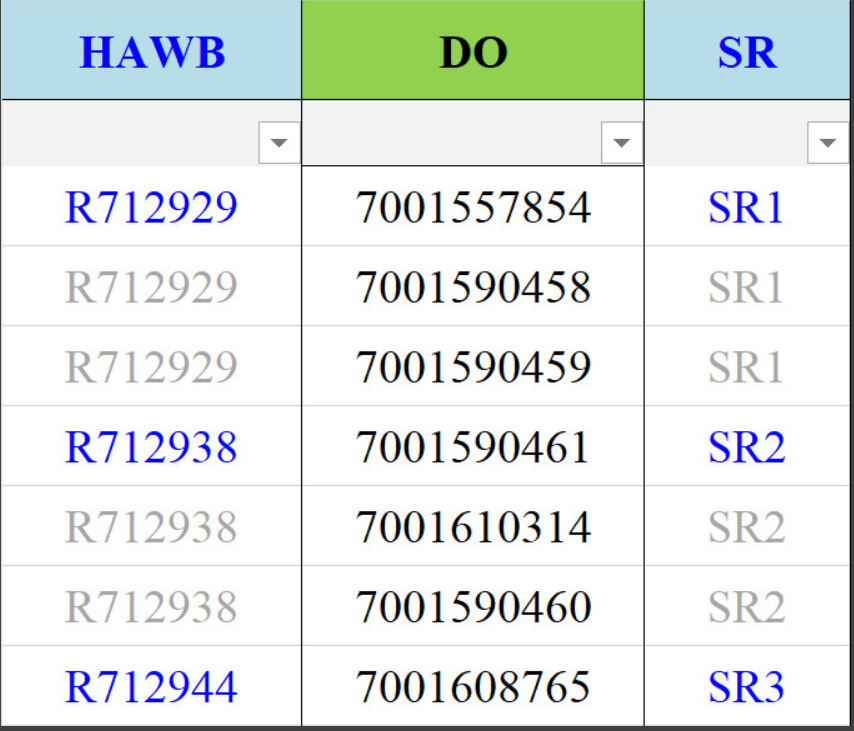 HAWB DO SR
R712929 7001557854 SR1
R712929 7001590458 SR1
R712929 7001590459 SR1
R712938 7001590461 SR2
R712938 7001610314 SR2
R712938 7001590460 SR2
R712944 7001608765 SR3